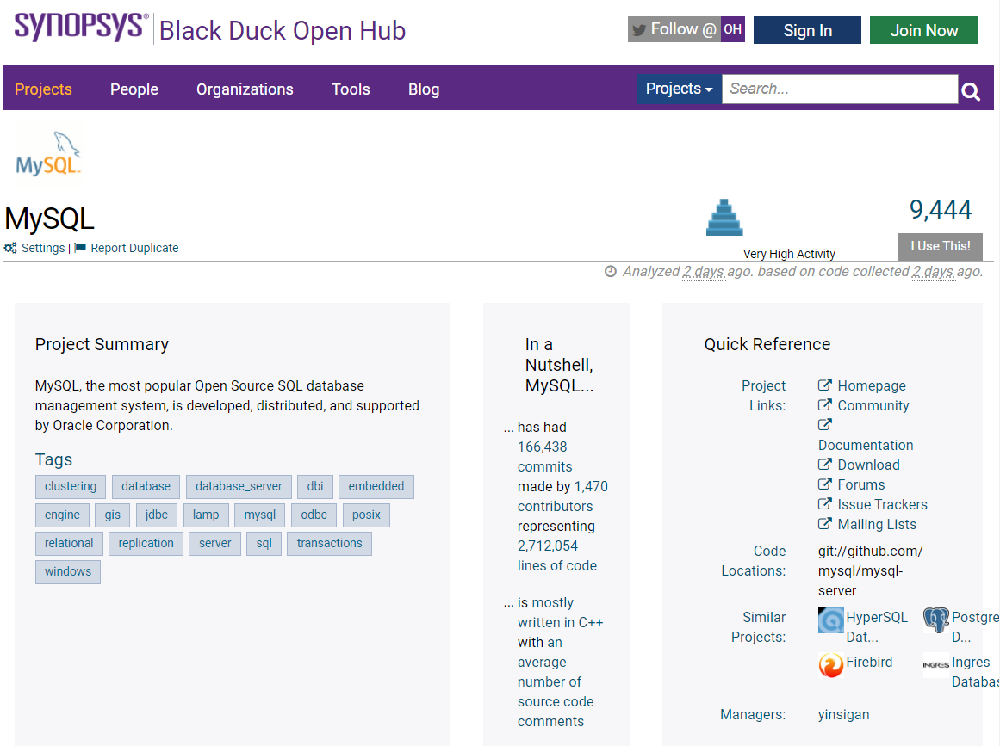 SYNOPSYS® Black Duck Open Hub
Follow @ OH
Sign In
Join Now
Projects People Organizations Tools Blog
Projects Search...
MySQL
MySQL
9,444
Settings | Report Duplicate
Very High Activity
I Use This!
Analyzed 2 days ago. based on code collected 2 days ago.
Project Summary
MySQL, the most popular Open Source SQL database
management system, is developed, distributed, and supported
by Oracle Corporation.
Tags
clustering database database_server dbi embedded
engine gis jdbc lamp mysql odbc posix
relational replication server sql transactions
windows
In a
Nutshell,
MySQL...
... has had
166,438
commits
made by 1,470
contributors
representing
2,712,054
lines of code
... is mostly
written in C++
with an
average
number of
source code
comments
Quick Reference
Project
Links:
Homepage
Community
Documentation
Download
Forums
Issue Trackers
Mailing Lists
Code
Locations:
git://github.com/
mysql/mysql-
server
Similar
Projects:
HyperSQL
Dat...
Postgre
D...
Firebird
INGRES
Ingres
Databas
Managers: yinsigan